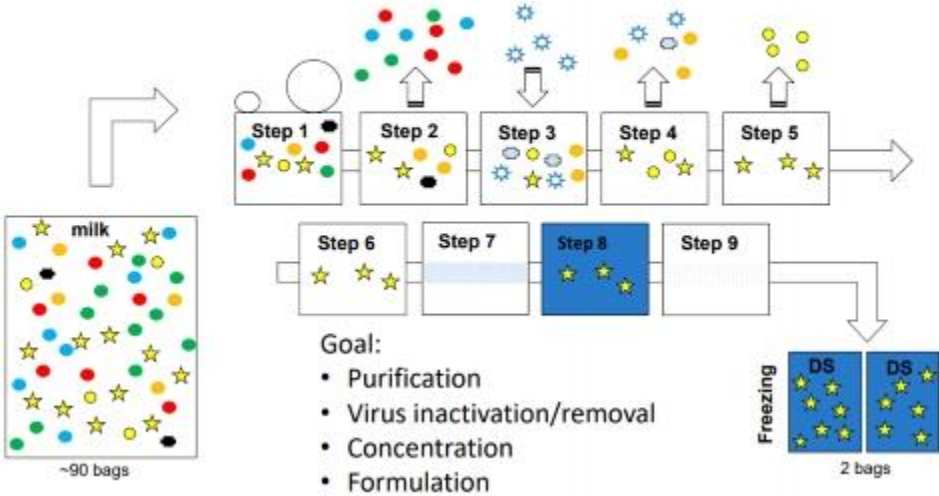 Step 1
Step 2
Step 3
Step 4
Step 5
milk
Step 6
Step 7
Step 8
Step 9
Goal:
• Purification
• Virus inactivation/removal
• Concentration
• Formulation
Freezing
DS
DS
~90 bags
2 bags